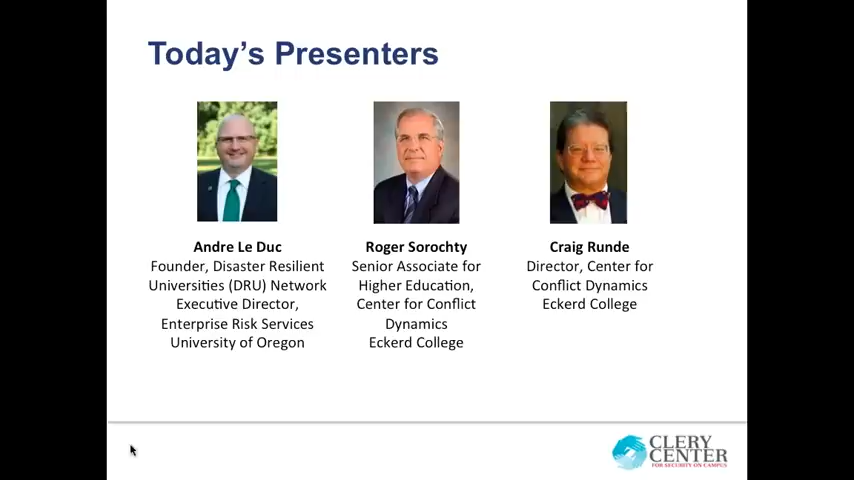 Today's Presenters
Andre Le Duc
Founder, Disaster Resilient
Universities (DRU) Network
Executive Director,
Enterprise Risk Services
University of Oregon
Roger Sorochty
Senior Associate for
Higher Education,
Center for Conflict
Dynamics
Eckerd College
Craig Runde
Director, Center for
Conflict Dynamics
Eckerd College
CLERY
CENTER
FOR SECURITY ON CAMPUS